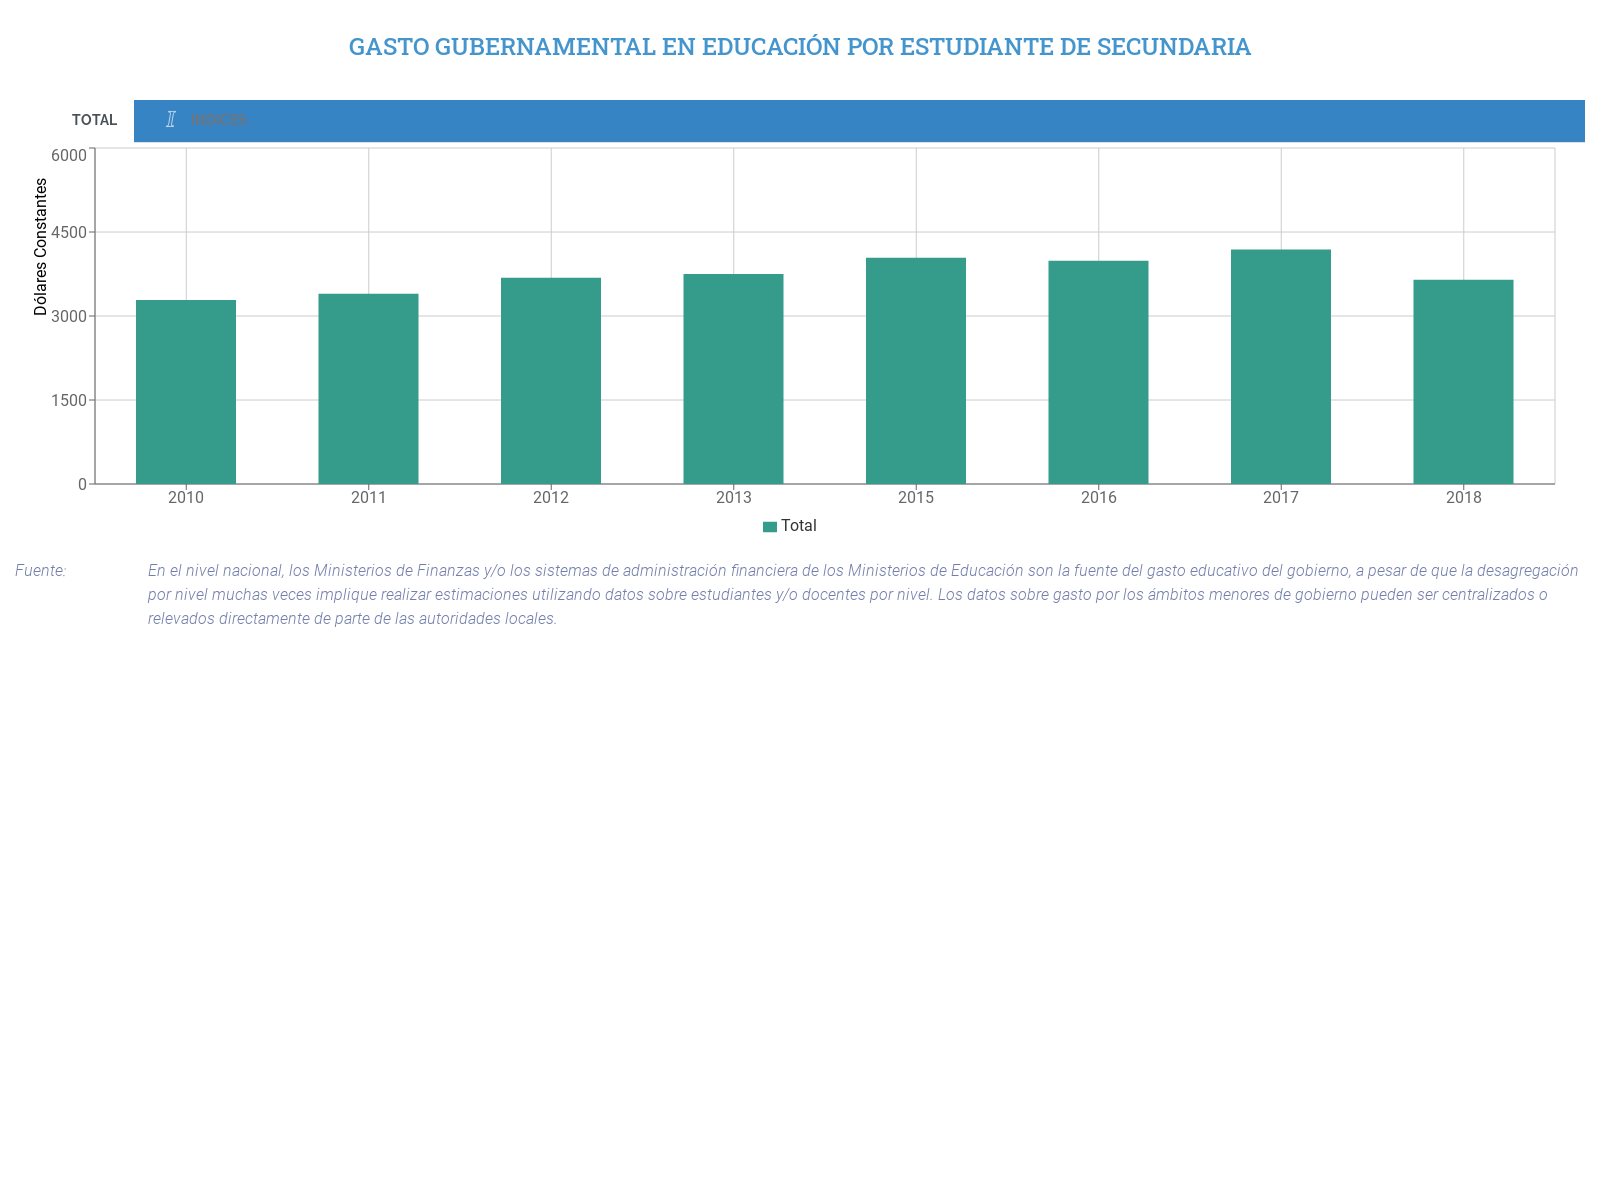 GASTO GUBERNAMENTAL EN EDUCACIÓN POR ESTUDIANTE DE SECUNDARIA
TOTAL
I INDICES
Dólares Constantes
6000
4500
3000
1500
0
2010 2011 2012 2013 2015 2016 2017 2018
Total
Fuente: En el nivel nacional, los Ministerios de Finanzas y/o los sistemas de administración financiera de los Ministerios de Educación son la fuente del gasto educativo del gobierno, a pesar de que la desagregación
por nivel muchas veces implique realizar estimaciones utilizando datos sobre estudiantes y/o docentes por nivel. Los datos sobre gasto por los ámbitos menores de gobierno pueden ser centralizados o
relevados directamente de parte de las autoridades locales.